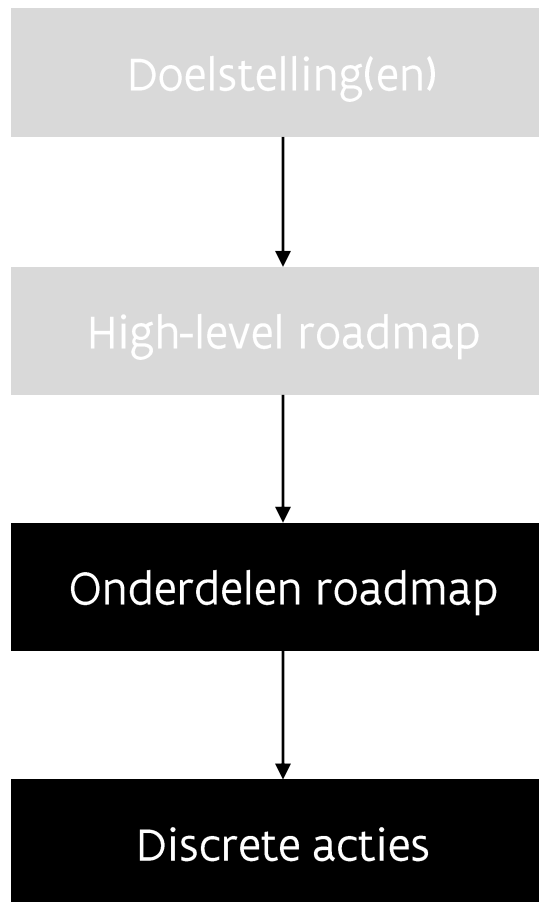 Doelstelling(en)
High-level roadmap
Onderdelen roadmap
Discrete acties